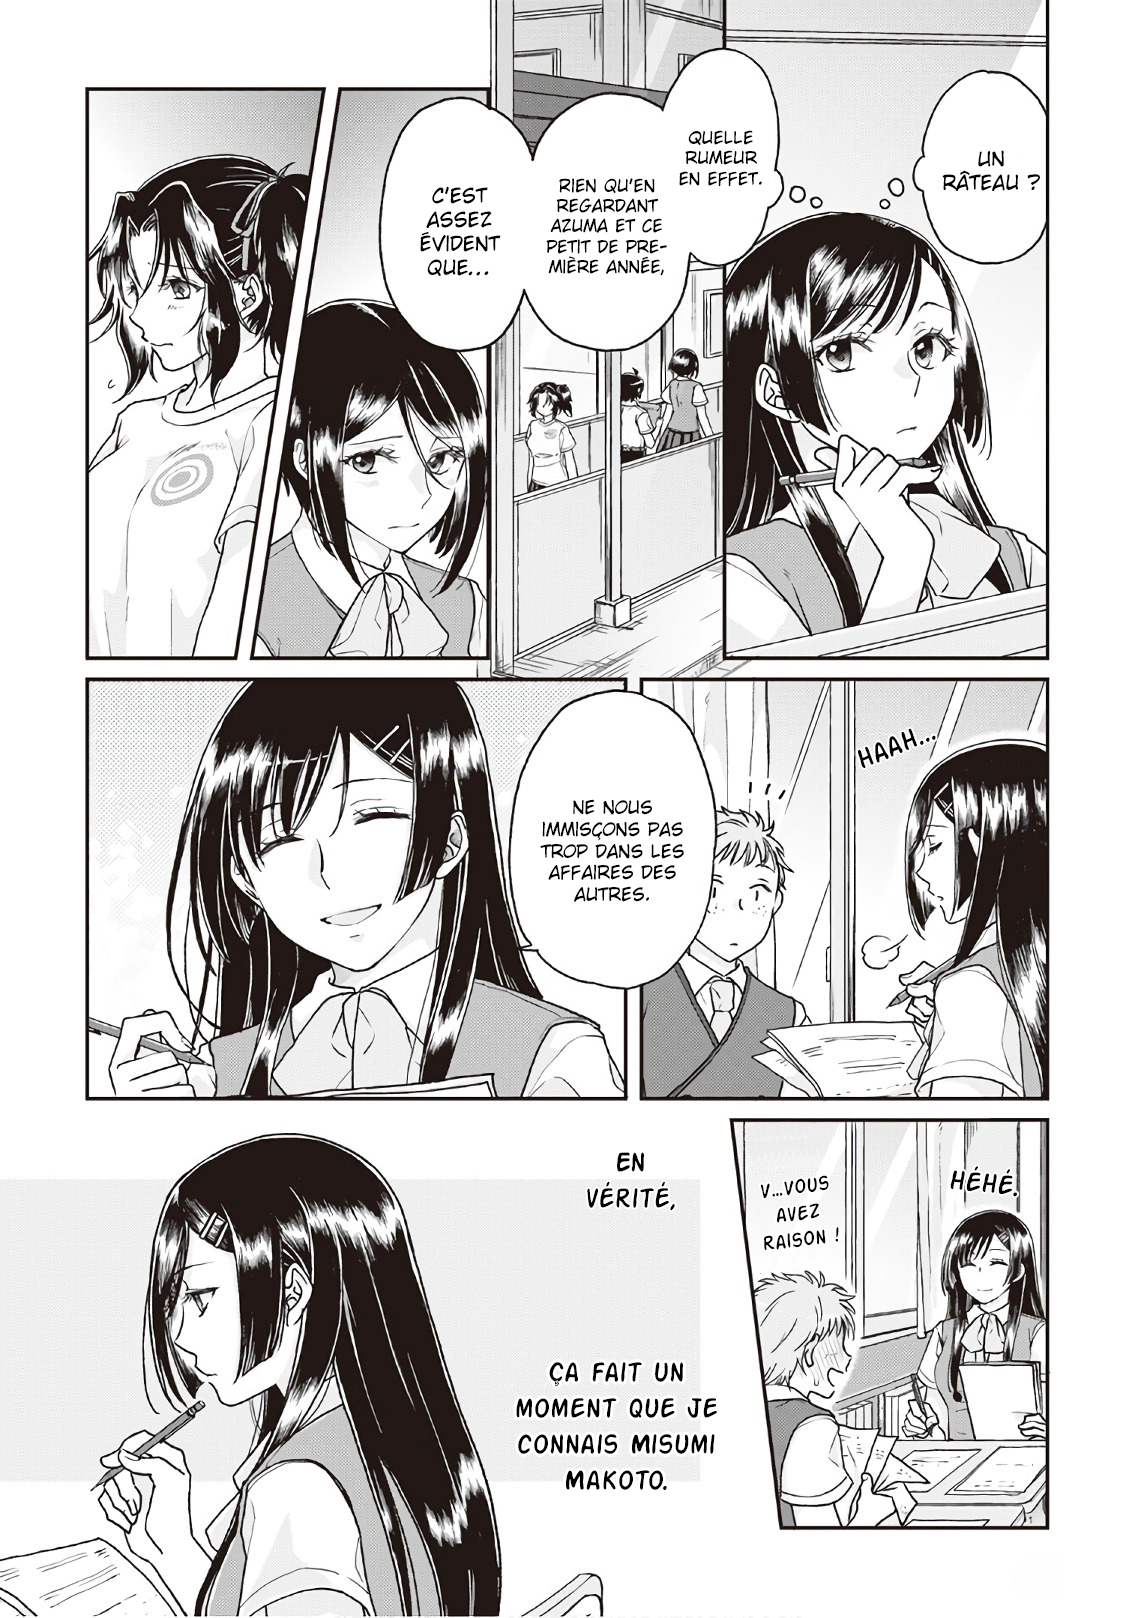 UN
RÂTEAU ?
QUELLE
RUMEUR
EN EFFET.
RIEN QU'EN
REGARDANT
AZUMA ET CE
PETIT DE PRE-
MIÈRE ANNÉE,
C'EST
ASSEZ
ÉVIDENT
QUE...
HAAH...
NE NOUS
IMMISÇONS PAS
TROP DANS LES
AFFAIRES DES
AUTRES.
HÉHÉ.
V...VOUS
AVEZ
RAISON !
EN
VÉRITÉ,
ÇA FAIT UN
MOMENT QUE JE
CONNAIS MISUMI
MAKOTO.